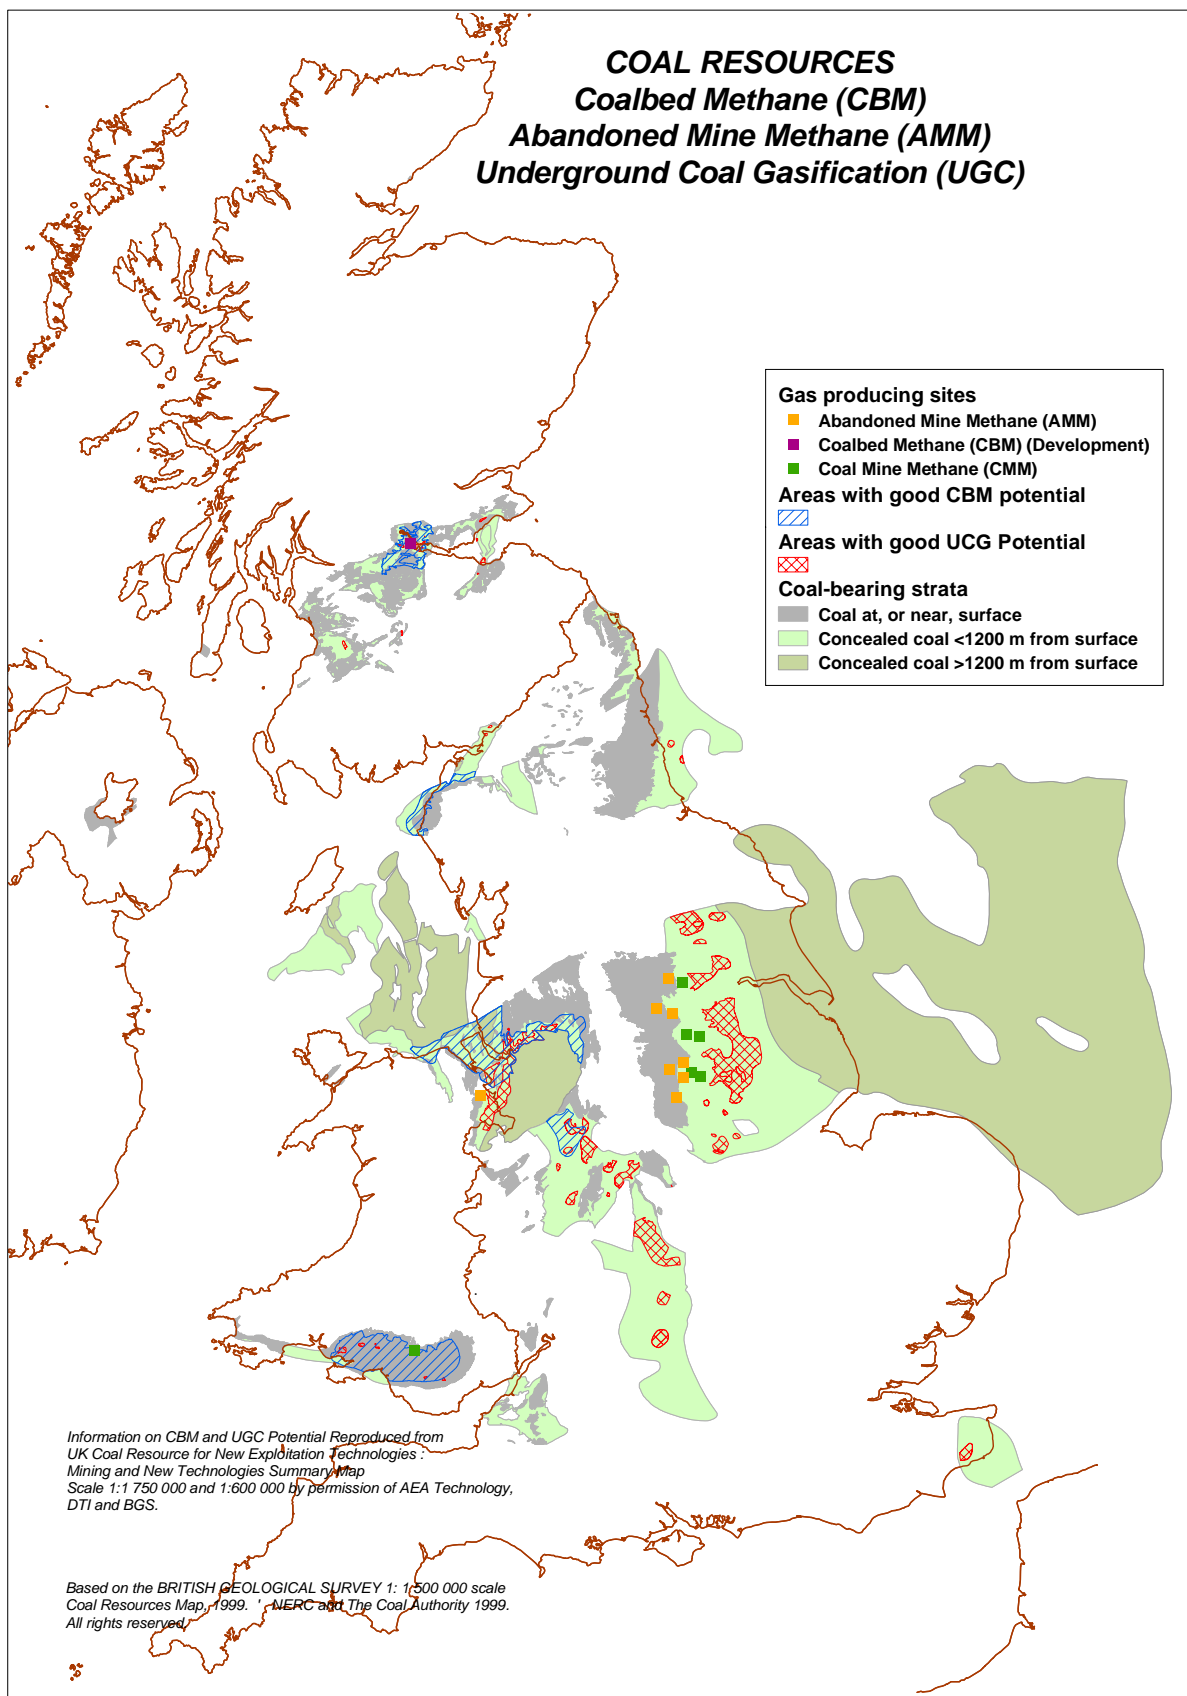 COAL RESOURCES
Coalbed Methane (CBM)
Abandoned Mine Methane (AMM)
Underground Coal Gasification (UGC)
Gas producing sites
Abandoned Mine Methane (AMM)
Coalbed Methane (CBM) (Development)
Coal Mine Methane (CMM)
Areas with good CBM potential
Areas with good UCG Potential
Coal-bearing strata
Coal at, or near, surface
Concealed coal <1200 m from surface
Concealed coal >1200 m from surface
Information on CBM and UGC Potential Reproduced from
UK Coal Resource for New Exploitation Technologies :
Mining and New Technologies Summary Map
Scale 1:1 750 000 and 1:600 000 by permission of AEA Technology,
DTI and BGS.
Based on the BRITISH GEOLOGICAL SURVEY 1: 1 500 000 scale
Coal Resources Map, 1999. ' NERC and The Coal Authority 1999.
All rights reserved.